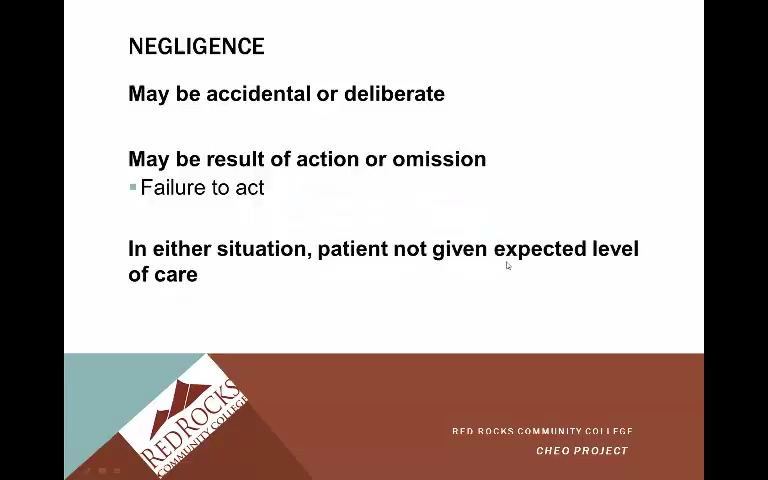 NEGLIGENCE
May be accidental or deliberate
May be result of action or omission
Failure to act
In either situation, patient not given expected level
of care
RED ROCKS
COMMUNITY COLLEGE
RED ROCKS COMMUNITY COLLEGE
CHEO PROJECT